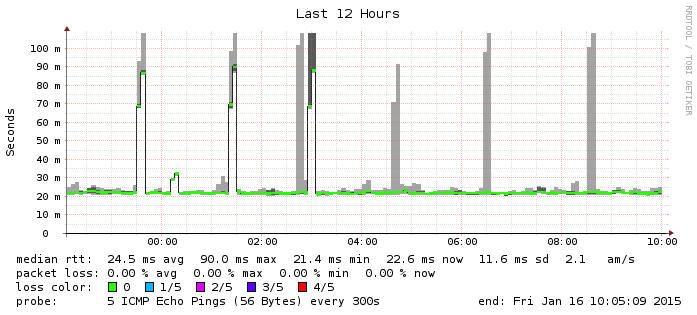 Last 12 Hours
RRDTOOL / TOBI OETIKER
Seconds
100 m
90 m
80 m
70 m
60 m
50 m
40 m
30 m
20 m
10 m
0
00:00 02:00 04:00 06:00 08:00 10:00
median rtt: 24.5 ms avg 90.0 ms max 21.4 ms min 22.6 ms now 11.6 ms sd 2.1 am/s
packet loss: 0.00 % avg 0.00 % max 0.00 % min 0.00 % now
loss color: 0 1/5 2/5 3/5 4/5
probe: 5 ICMP Echo Pings (56 Bytes) every 300s end: Fri Jan 16 10:05:09 2015